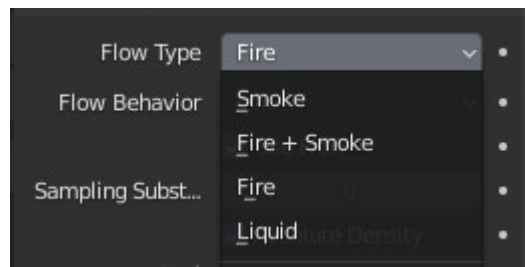 Flow Type Fire
Flow Behavior Smoke
Fire + Smoke
Sampling Subst... Fire
Liquid